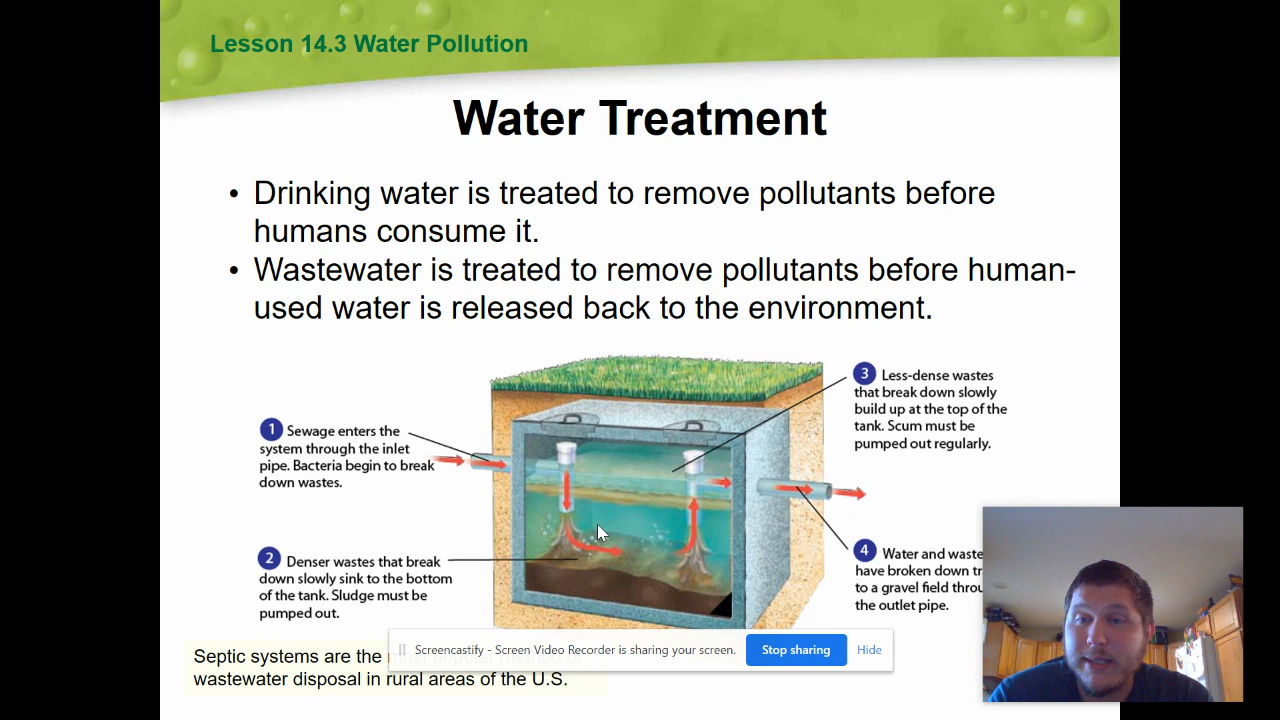 Lesson 14.3 Water Pollution
Water Treatment
• Drinking water is treated to remove pollutants before
humans consume it.
• Wastewater is treated to remove pollutants before human-
used water is released back to the environment.
1 Sewage enters the
system through the inlet
pipe. Bacteria begin to break
down wastes.
2 Denser wastes that break
down slowly sink to the bottom
of the tank. Sludge must be
pumped out.
3 Less-dense wastes
that break down slowly
build up at the top of the
tank. Scum must be
pumped out regularly.
4 Water and waste
have broken down
to a gravel field
the outlet pipe.
Septic systems are the
wastewater disposal in rural areas of the U.S.
Screencastify - Screen Video Recorder is sharing your screen.
Stop sharing
Hide